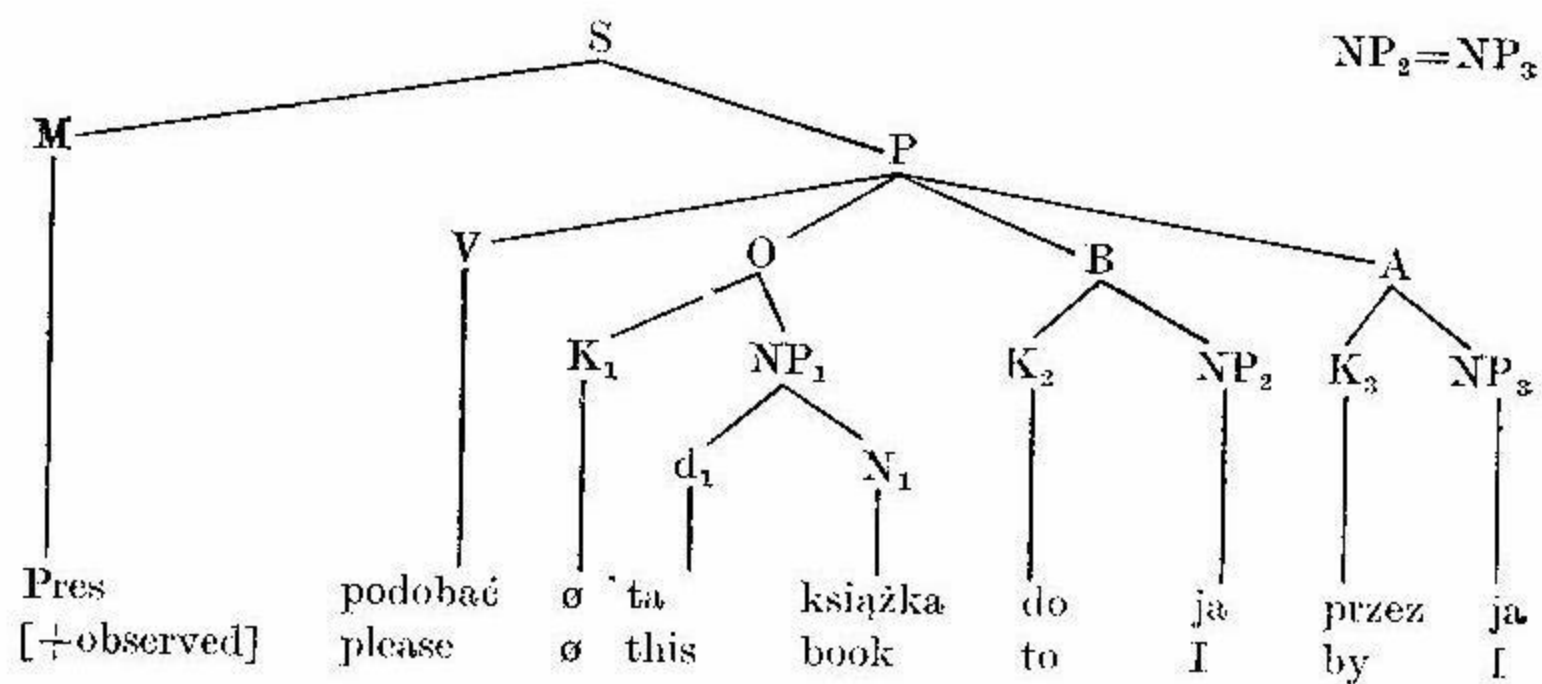 S
NP₂=NP₃
M
P
V O B A
K₁ NP₁ K₂ NP₂ K₃ NP₃
d₁ N₁
Pres podobać ø ta książka do ja przez ja
[+observed] please ø this book to I by I